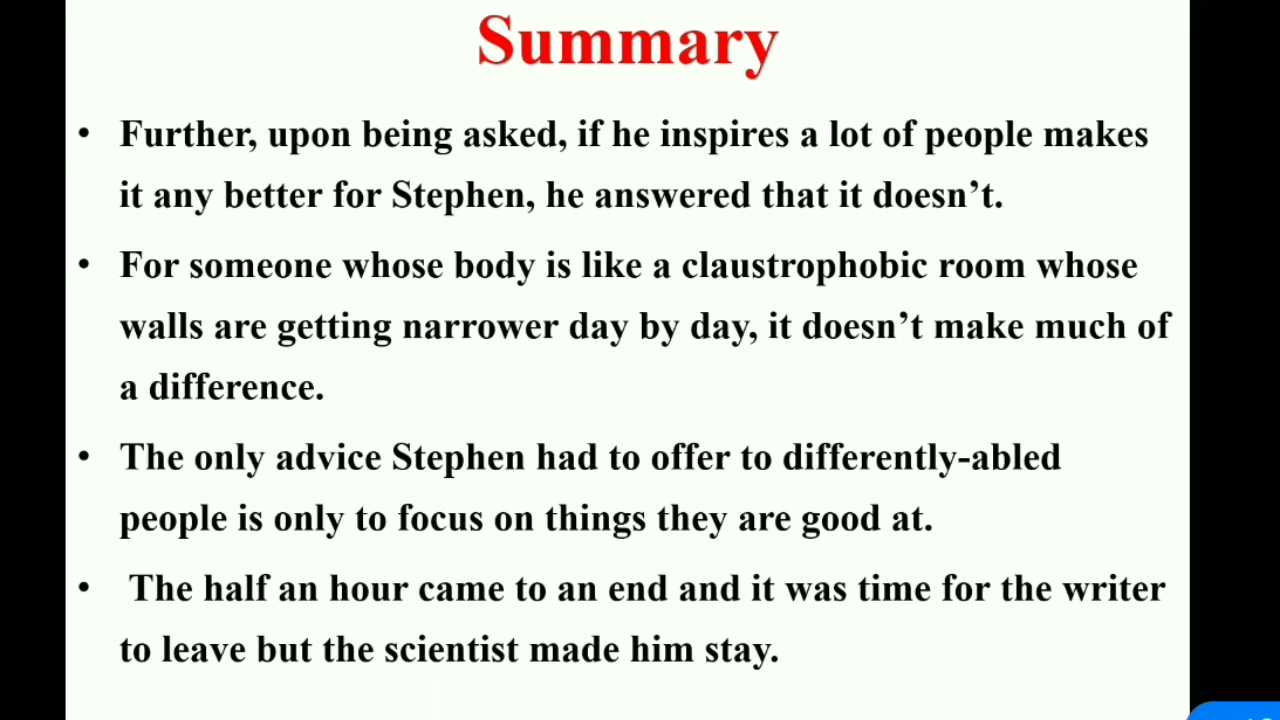 Summary
• Further, upon being asked, if he inspires a lot of people makes
it any better for Stephen, he answered that it doesn’t.
• For someone whose body is like a claustrophobic room whose
walls are getting narrower day by day, it doesn’t make much of
a difference.
• The only advice Stephen had to offer to differently-abled
people is only to focus on things they are good at.
• The half an hour came to an end and it was time for the writer
to leave but the scientist made him stay.